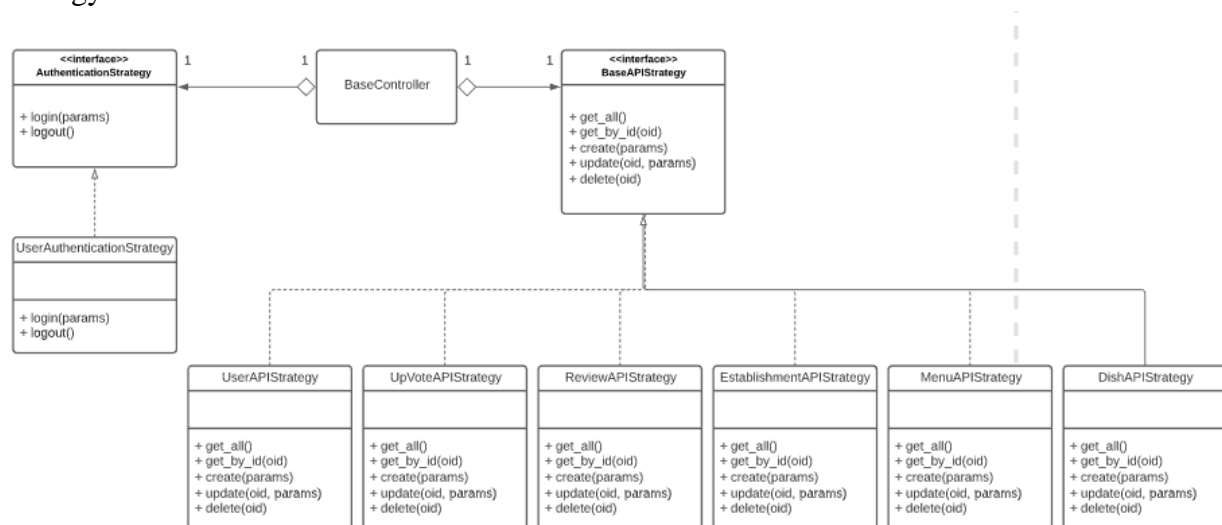 <<interface>>
AuthenticationStrategy
+ login(params)
+ logout()
1
1
BaseController
1
1
<<interface>>
BaseAPIStrategy
+ get_all()
+ get_by_id(oid)
+ create(params)
+ update(oid, params)
+ delete(oid)
UserAuthenticationStrategy
+ login(params)
+ logout()
UserAPIStrategy
+ get_all()
+ get_by_id(oid)
+ create(params)
+ update(oid, params)
+ delete(oid)
UpVoteAPIStrategy
+ get_all()
+ get_by_id(oid)
+ create(params)
+ update(oid, params)
+ delete(oid)
ReviewAPIStrategy
+ get_all()
+ get_by_id(oid)
+ create(params)
+ update(oid, params)
+ delete(oid)
EstablishmentAPIStrategy
+ get_all()
+ get_by_id(oid)
+ create(params)
+ update(oid, params)
+ delete(oid)
MenuAPIStrategy
+ get_all()
+ get_by_id(oid)
+ create(params)
+ update(oid, params)
+ delete(oid)
DishAPIStrategy
+ get_all()
+ get_by_id(oid)
+ create(params)
+ update(oid, params)
+ delete(oid)